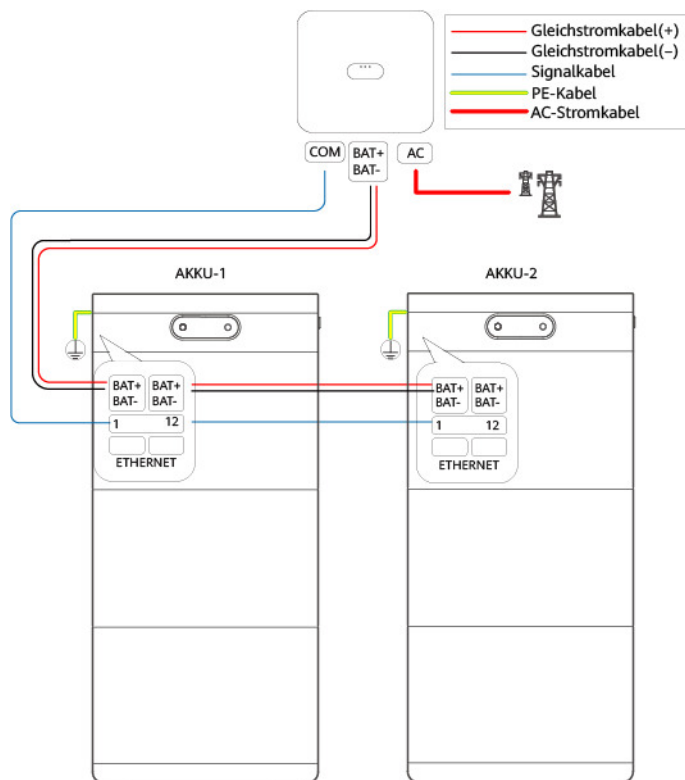 Gleichstromkabel(+)
Gleichstromkabel(−)
Signalkabel
PE-Kabel
AC-Stromkabel
COM
BAT+
BAT-
AC
AKKU-1
AKKU-2
BAT+ BAT+
BAT- BAT-
1 12
ETHERNET
BAT+ BAT+
BAT- BAT-
1 12
ETHERNET